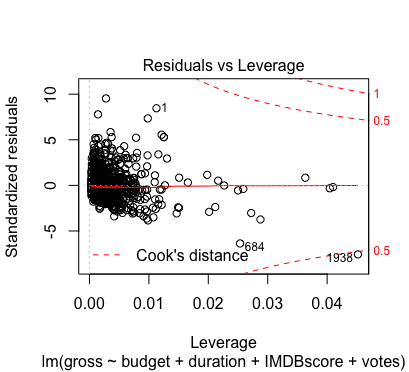 Residuals vs Leverage
Standardized residuals
10
5
0
-5
1
0.5
0.5
1
684
1938
Cook's distance
0.00 0.01 0.02 0.03 0.04
Leverage
lm(gross ~ budget + duration + IMDBscore + votes)